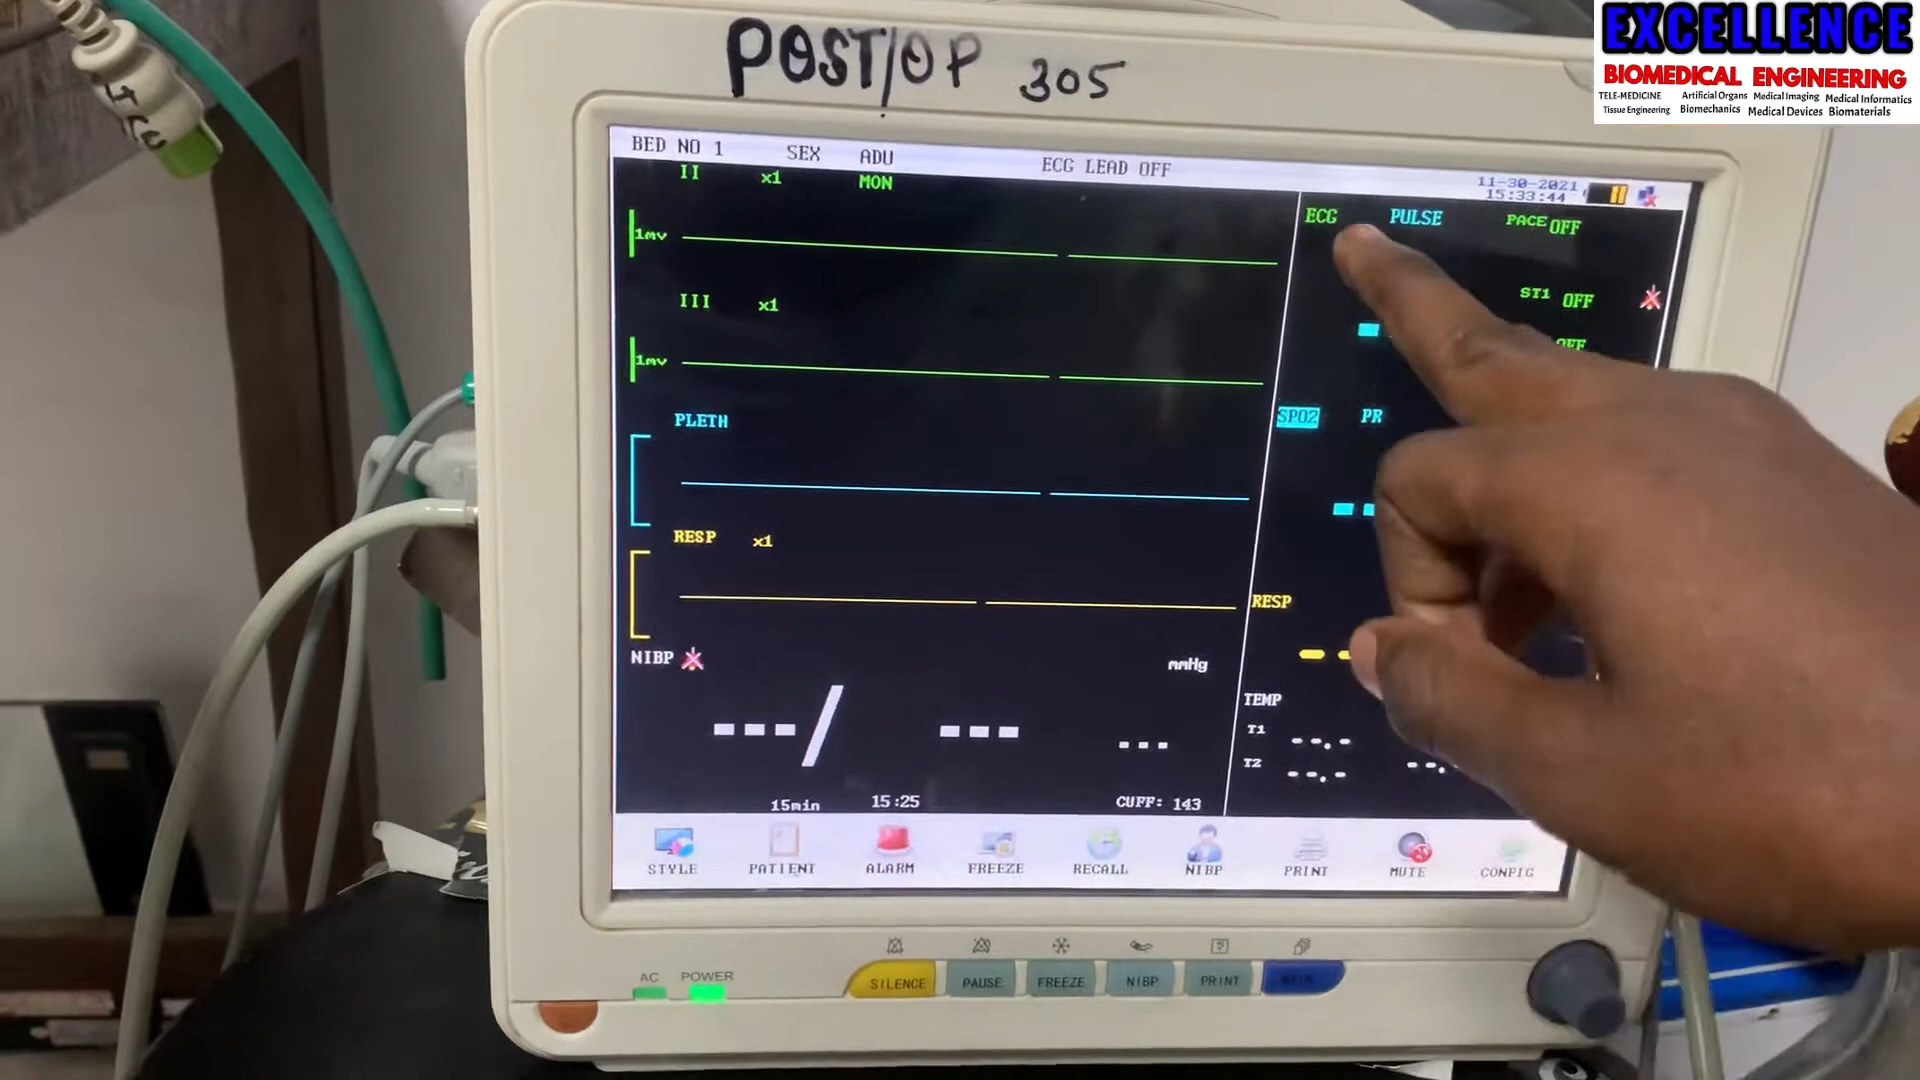 EXCELLENCE
BIOMEDICAL ENGINEERING
TELE-MEDICINE Artificial Organs Medical Imaging Medical Informatics
Tissue Engineering Biomechanics Medical Devices Biomaterials
POST/OP 305
BED NO 1 SEX ADU ECG LEAD OFF 11-30-2021
15:33:44
II x1 MON
ECG PULSE PACE OFF
1mv
ST1 OFF
III x1
OFF
1mv
PLETH
SPO2 PR
RESP x1
RESP
NIBP mmHg
TEMP
---/ --- ---
T1 --.-
T2 --.- --.
15min 15:25 CUFF: 143
STYLE PATIENT ALARM FREEZE RECALL NIBP PRINT MUTE CONFIG
AC POWER
SILENCE PAUSE FREEZE NIBP PRINT